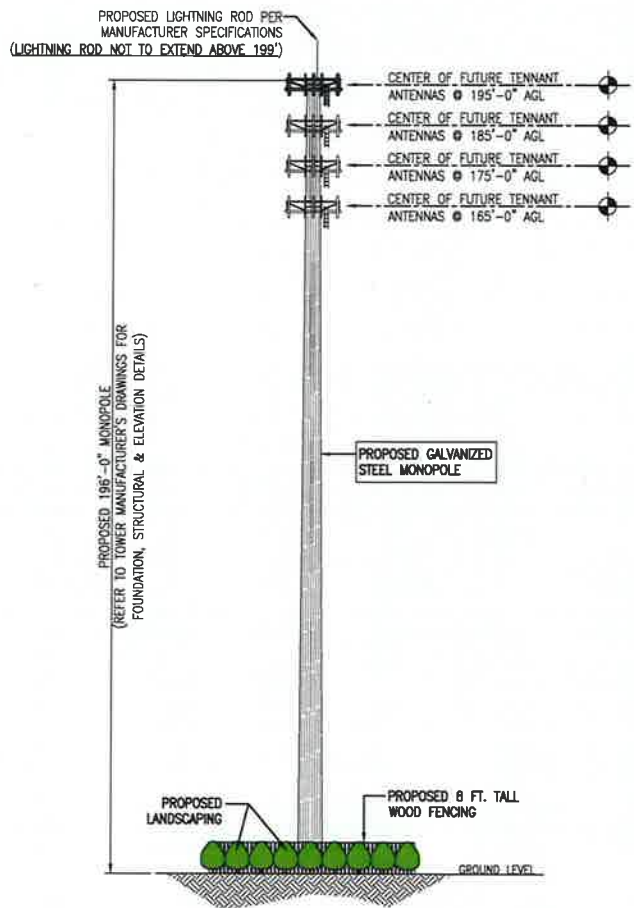 PROPOSED LIGHTNING ROD PER
MANUFACTURER SPECIFICATIONS
(LIGHTNING ROD NOT TO EXTEND ABOVE 199')
CENTER OF FUTURE TENNANT
ANTENNAS @ 195'-0" AGL
CENTER OF FUTURE TENNANT
ANTENNAS @ 185'-0" AGL
CENTER OF FUTURE TENNANT
ANTENNAS @ 175'-0" AGL
CENTER OF FUTURE TENNANT
ANTENNAS @ 165'-0" AGL
PROPOSED 196'-0" MONOPOLE
(REFER TO TOWER MANUFACTURER'S DRAWINGS FOR
FOUNDATION, STRUCTURAL & ELEVATION DETAILS)
PROPOSED GALVANIZED
STEEL MONOPOLE
PROPOSED
LANDSCAPING
PROPOSED 8 FT. TALL
WOOD FENCING
GROUND LEVEL